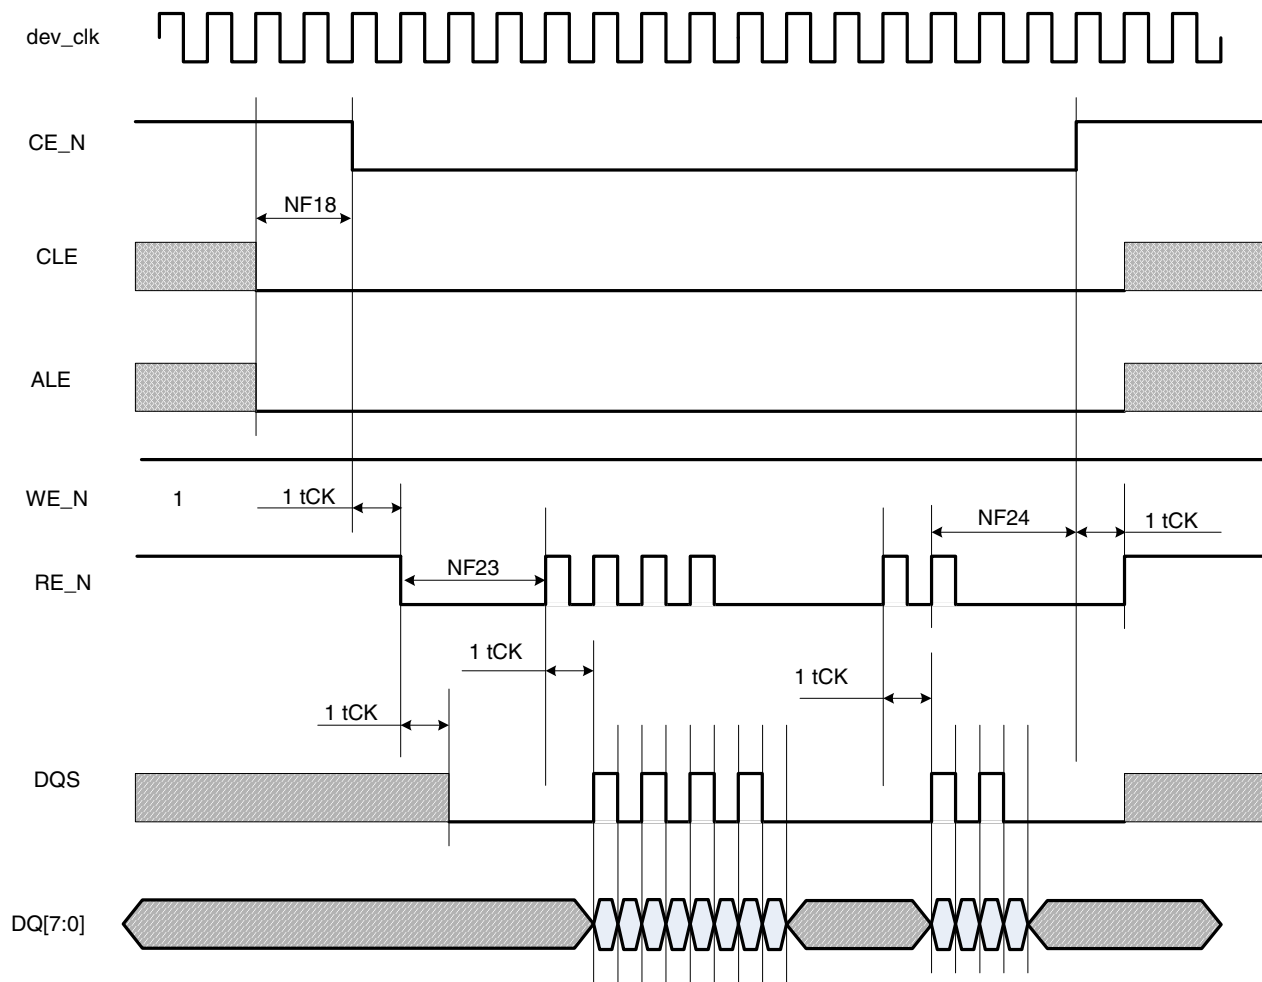 dev_clk
CE_N
NF18
CLE
ALE
WE_N 1 1 tCK NF24 1 tCK
RE_N NF23
1 tCK
1 tCK
1 tCK
DQS
DQ[7:0]